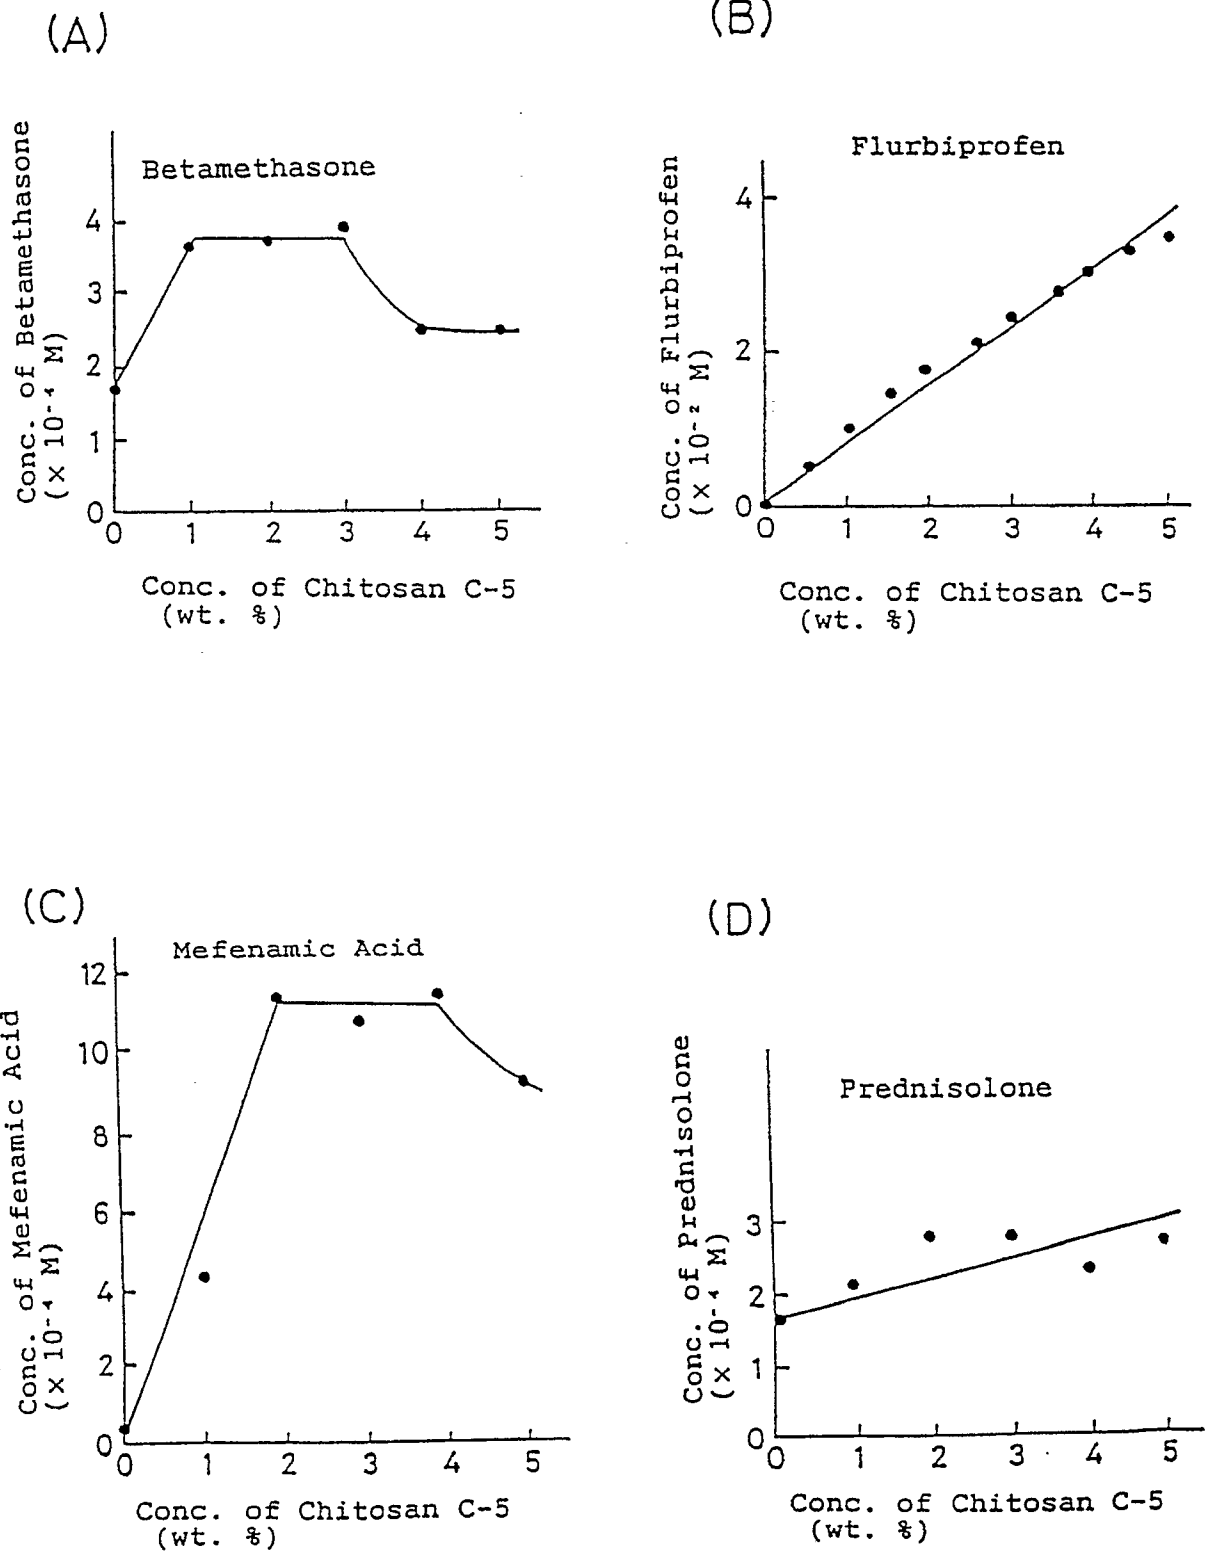 (A)
Betamethasone
Conc. of Betamethasone
(× 10⁻⁴ M)
4
3
2
1
0
0 1 2 3 4 5
Conc. of Chitosan C-5
(wt. %)
(B)
Flurbiprofen
Conc. of Flurbiprofen
(× 10⁻² M)
4
2
0
0 1 2 3 4 5
Conc. of Chitosan C-5
(wt. %)
(C)
Mefenamic Acid
Conc. of Mefenamic Acid
(× 10⁻⁴ M)
12
10
8
6
4
2
0
0 1 2 3 4 5
Conc. of Chitosan C-5
(wt. %)
(D)
Prednisolone
Conc. of Prednisolone
(× 10⁻⁴ M)
3
2
1
0
0 1 2 3 4 5
Conc. of Chitosan C-5
(wt. %)